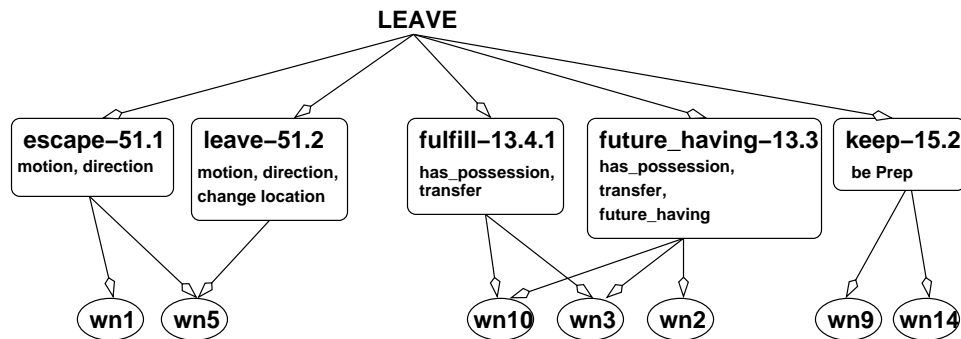 LEAVE
escape–51.1
motion, direction
leave–51.2
motion, direction,
change location
fulfill–13.4.1
has_possession,
transfer
future_having–13.3
has_possession,
transfer,
future_having
keep–15.2
be Prep
wn1
wn5
wn10
wn3
wn2
wn9
wn14